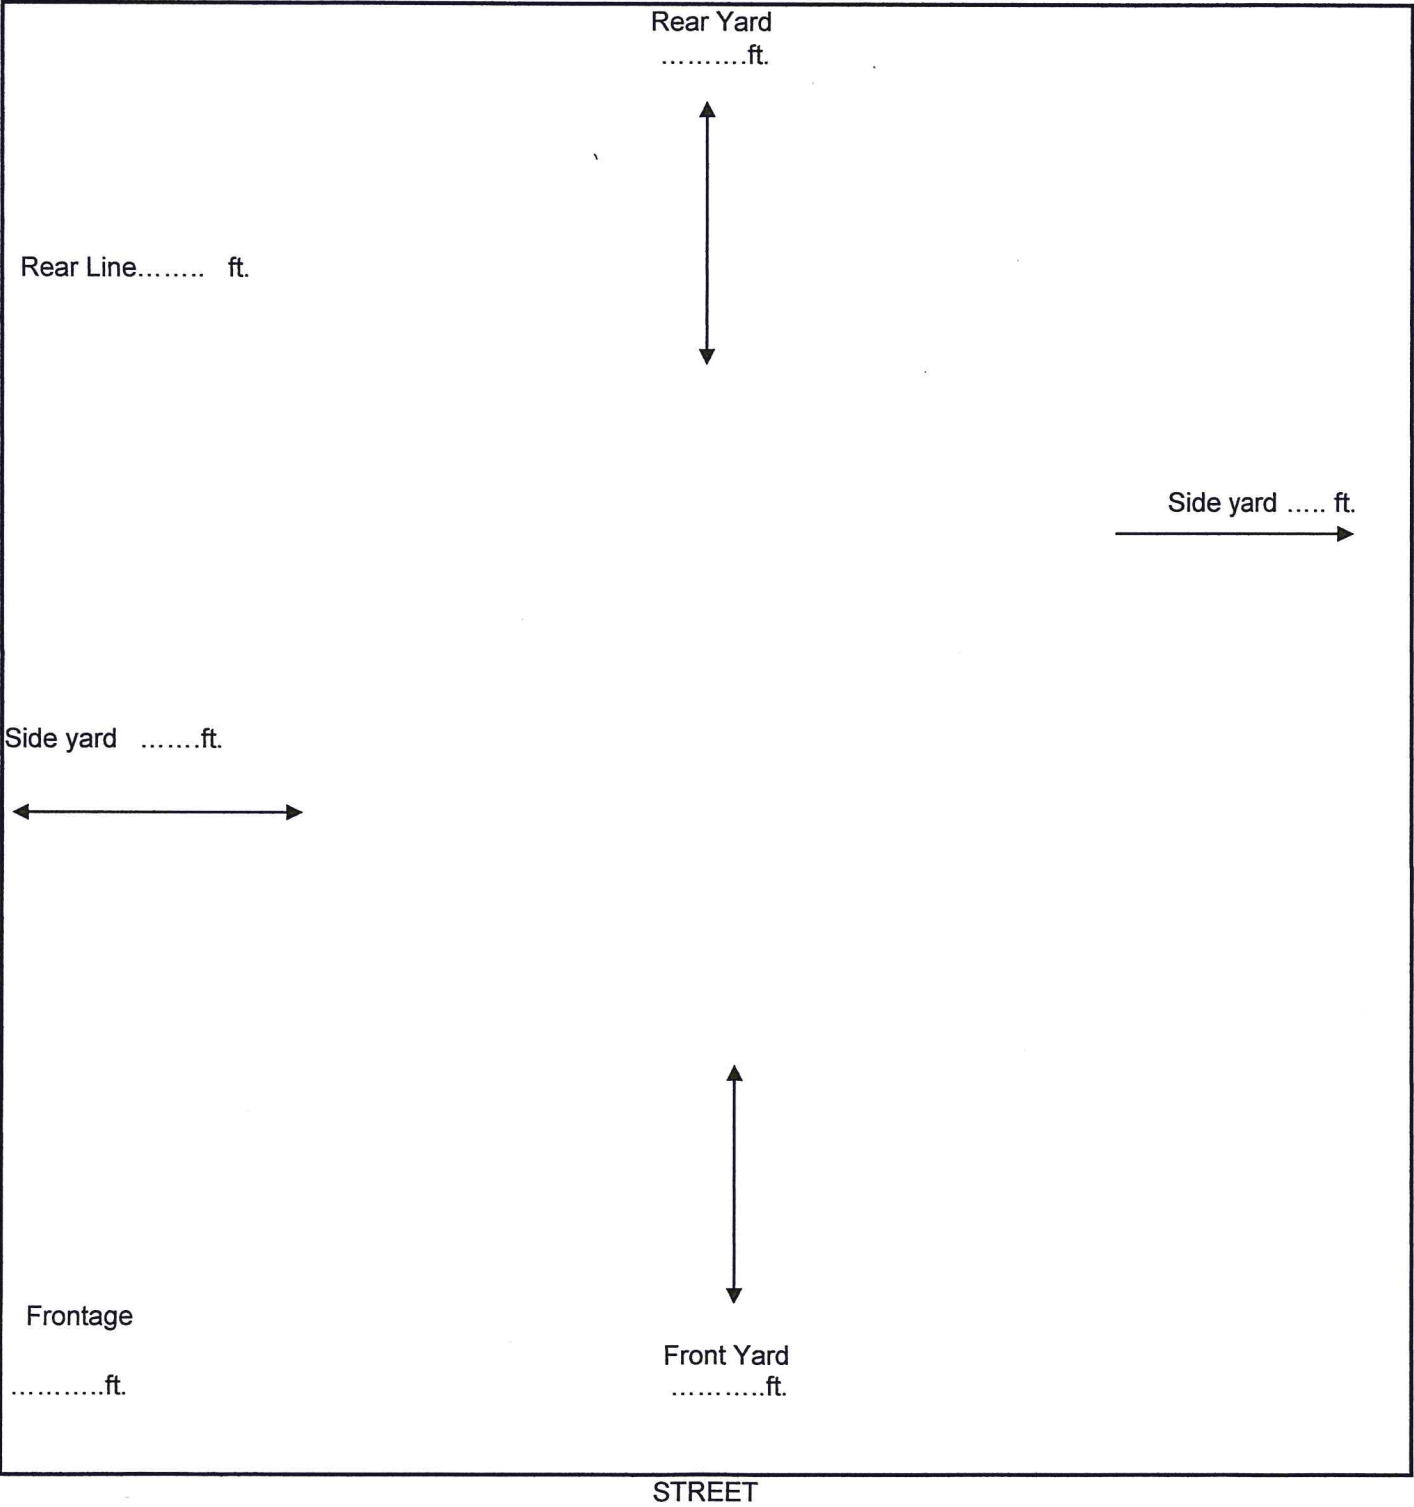 Rear Yard
……….ft.
Rear Line…….. ft.
Side yard ….. ft.
Side yard …….ft.
Frontage
………..ft.
Front Yard
………..ft.
STREET